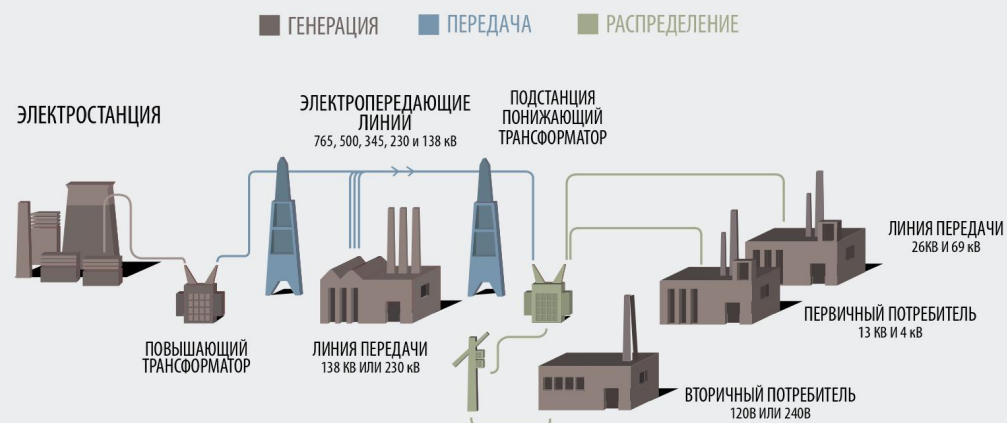 ГЕНЕРАЦИЯ
ПЕРЕДАЧА
РАСПРЕДЕЛЕНИЕ
ЭЛЕКТРОСТАНЦИЯ
ЭЛЕКТРОПЕРЕДАЮЩИЕ
ЛИНИИ
765, 500, 345, 230 и 138 кВ
ПОДСТАНЦИЯ
ПОНИЖАЮЩИЙ
ТРАНСФОРМАТОР
ЛИНИЯ ПЕРЕДАЧИ
26КВ И 69 кВ
ПЕРВИЧНЫЙ ПОТРЕБИТЕЛЬ
13 КВ И 4 кВ
ПОВЫШАЮЩИЙ
ТРАНСФОРМАТОР
ЛИНИЯ ПЕРЕДАЧИ
138 КВ ИЛИ 230 кВ
ВТОРИЧНЫЙ ПОТРЕБИТЕЛЬ
120В ИЛИ 240В